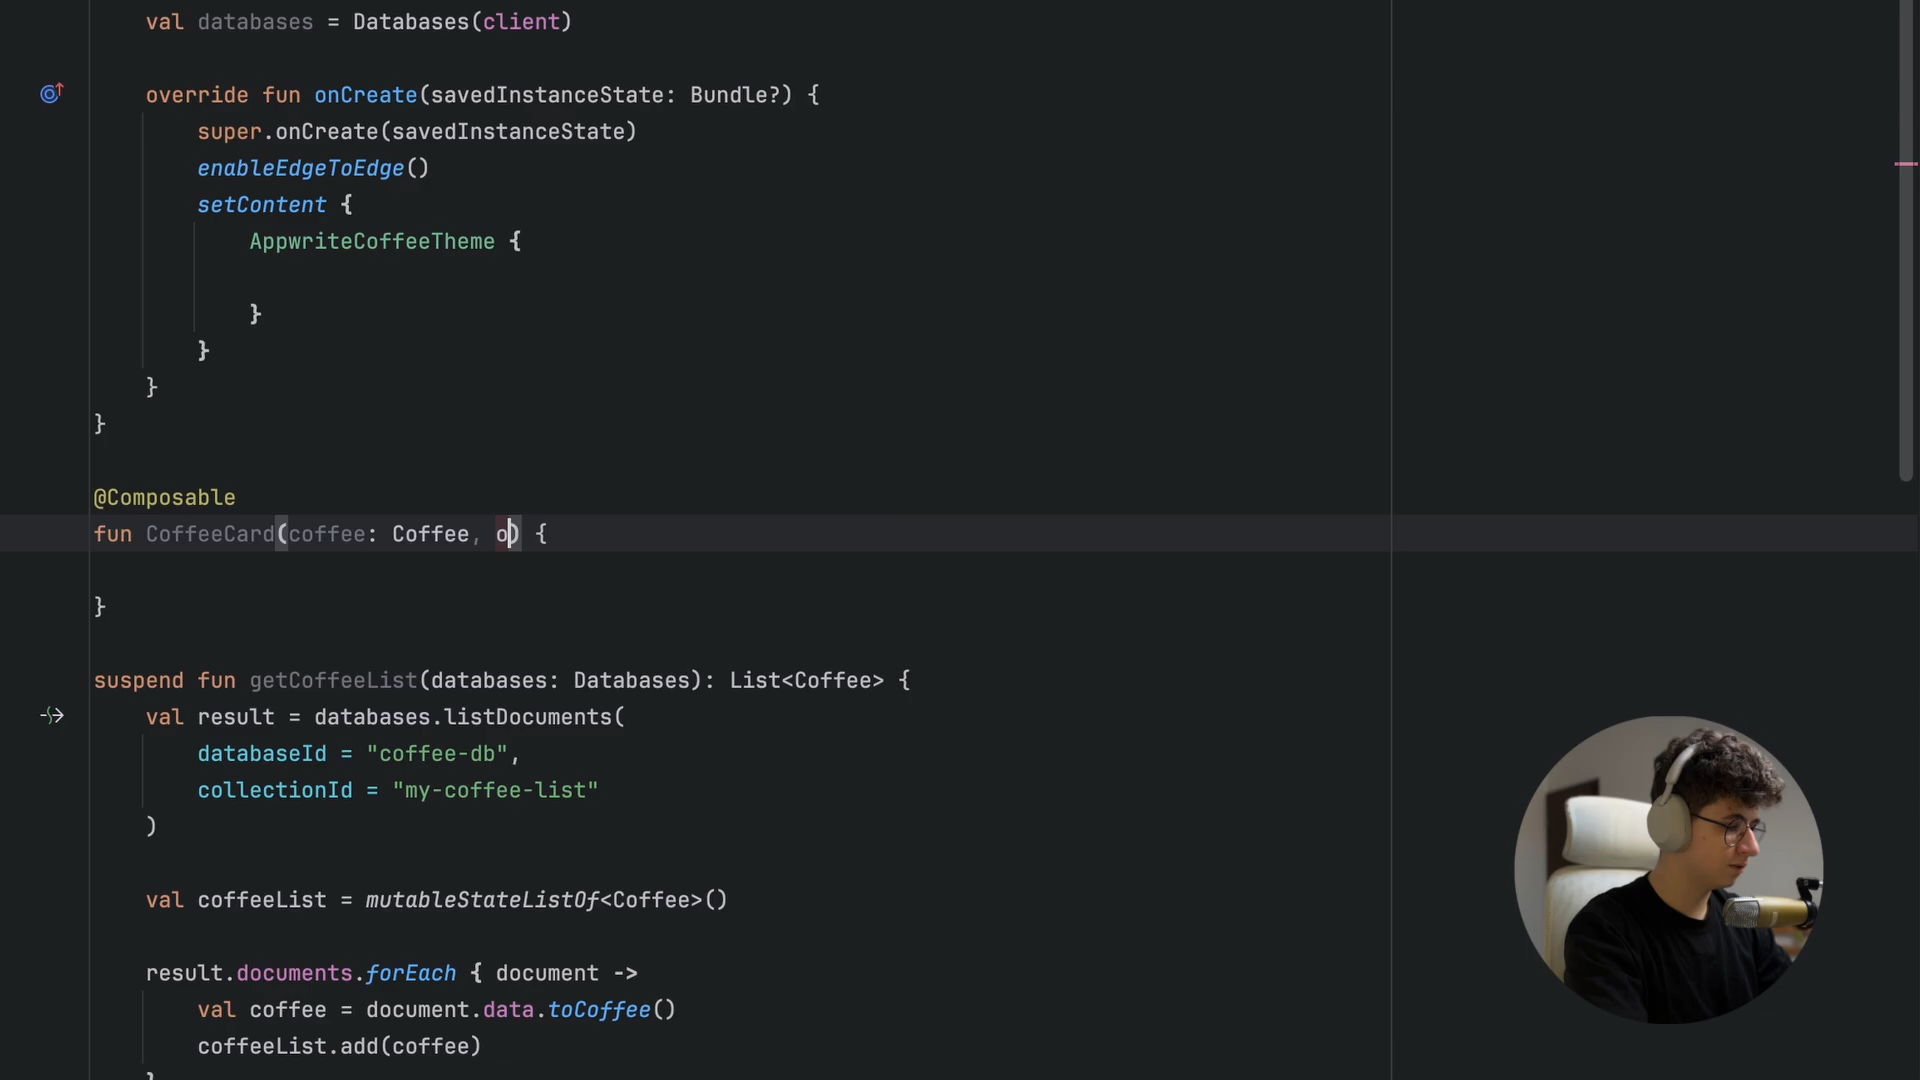 val databases = Databases(client)
override fun onCreate(savedInstanceState: Bundle?) {
super.onCreate(savedInstanceState)
enableEdgeToEdge()
setContent {
AppwriteCoffeeTheme {
}
}
}
}
@Composable
fun CoffeeCard(coffee: Coffee, o) {
}
suspend fun getCoffeeList(databases: Databases): List<Coffee> {
val result = databases.listDocuments(
databaseId = "coffee-db",
collectionId = "my-coffee-list"
)
val coffeeList = mutableStateListOf<Coffee>()
result.documents.forEach { document ->
val coffee = document.data.toCoffee()
coffeeList.add(coffee)
}